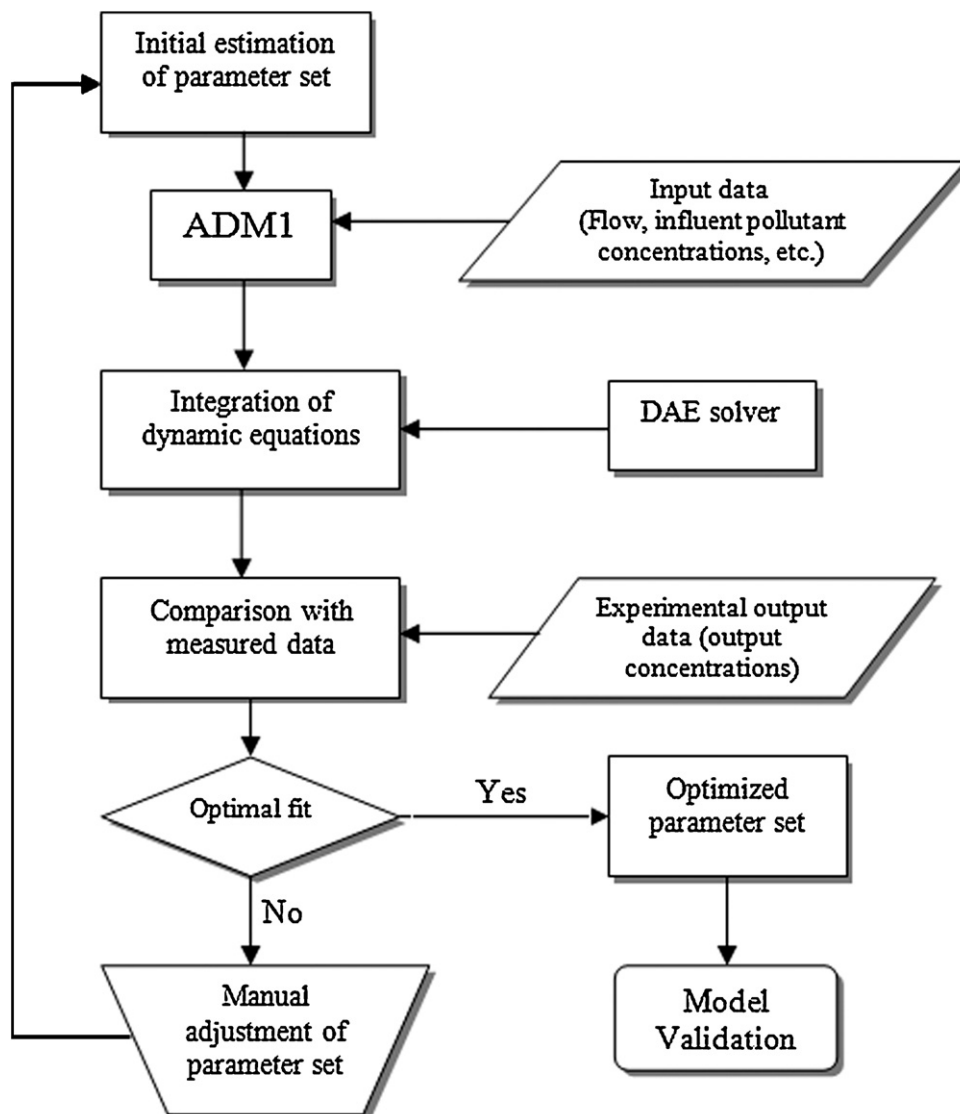 Initial estimation
of parameter set
ADM1
Input data
(Flow, influent pollutant
concentrations, etc.)
Integration of
dynamic equations
DAE solver
Comparison with
measured data
Experimental output
data (output
concentrations)
Optimal fit
Yes
Optimized
parameter set
No
Manual
adjustment of
parameter set
Model
Validation